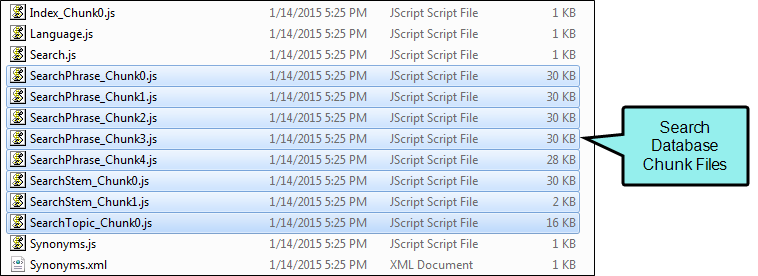 Index_Chunk0.js 1/14/2015 5:25 PM JScript Script File 1 KB
Language.js 1/14/2015 5:25 PM JScript Script File 1 KB
Search.js 1/14/2015 5:25 PM JScript Script File 1 KB
SearchPhrase_Chunk0.js 1/14/2015 5:25 PM JScript Script File 30 KB
SearchPhrase_Chunk1.js 1/14/2015 5:25 PM JScript Script File 30 KB
SearchPhrase_Chunk2.js 1/14/2015 5:25 PM JScript Script File 30 KB
SearchPhrase_Chunk3.js 1/14/2015 5:25 PM JScript Script File 30 KB
SearchPhrase_Chunk4.js 1/14/2015 5:25 PM JScript Script File 28 KB
SearchStem_Chunk0.js 1/14/2015 5:25 PM JScript Script File 30 KB
SearchStem_Chunk1.js 1/14/2015 5:25 PM JScript Script File 2 KB
SearchTopic_Chunk0.js 1/14/2015 5:25 PM JScript Script File 16 KB
Synonyms.js 1/14/2015 5:25 PM JScript Script File 1 KB
Synonyms.xml 1/14/2015 5:25 PM XML Document 1 KB
Search
Database
Chunk Files